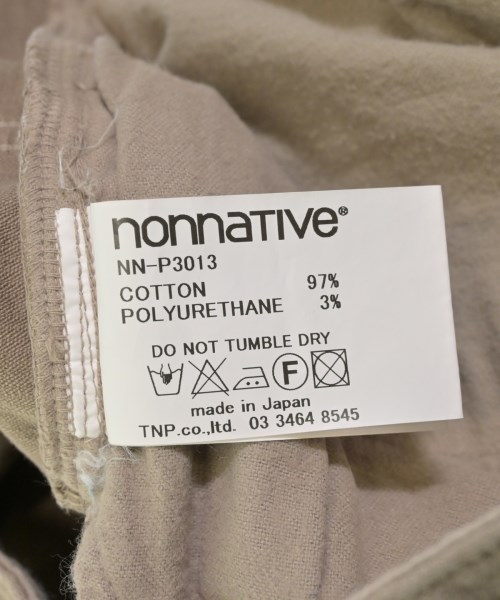 nonnative®
NN-P3013
COTTON 97%
POLYURETHANE 3%
DO NOT TUMBLE DRY
F
made in Japan
TNP.co.,ltd. 03 3464 8545